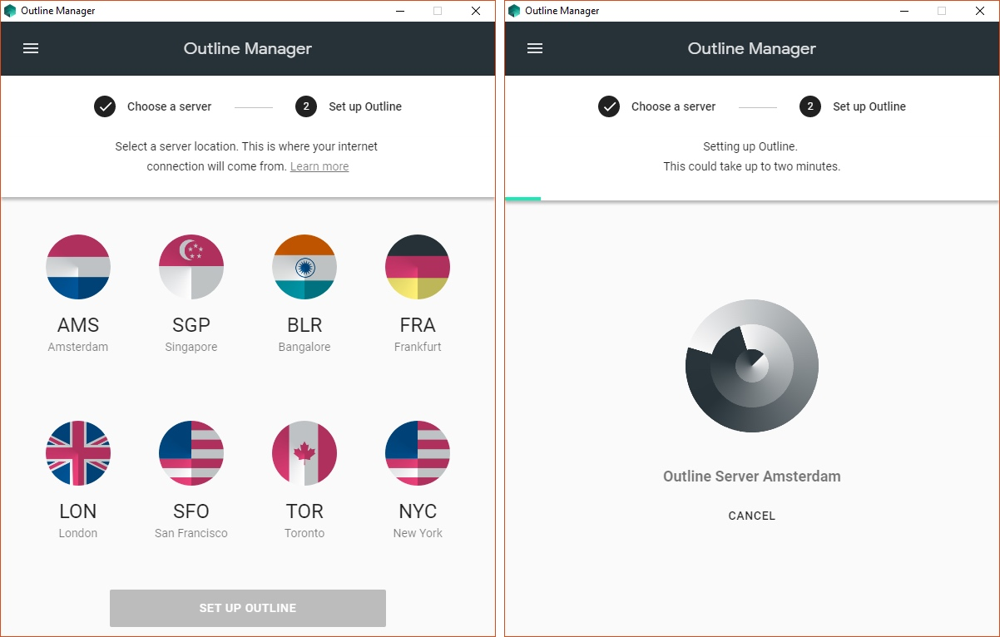 Outline Manager
Outline Manager
Choose a server
2
Set up Outline
Select a server location. This is where your internet
connection will come from. Learn more
AMS
Amsterdam
SGP
Singapore
BLR
Bangalore
FRA
Frankfurt
LON
London
SFO
San Francisco
TOR
Toronto
NYC
New York
SET UP OUTLINE
Outline Manager
Outline Manager
Choose a server
2
Set up Outline
Setting up Outline.
This could take up to two minutes.
Outline Server Amsterdam
CANCEL